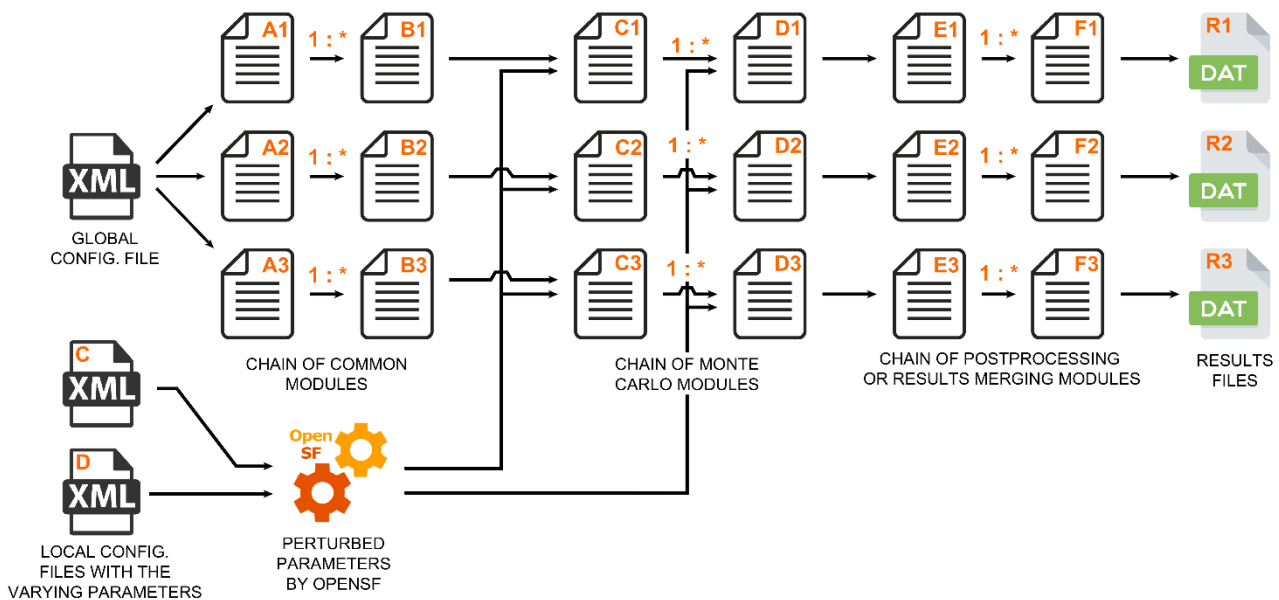 A1
1 : *
B1
C1
1 : *
D1
E1
1 : *
F1
R1
DAT
XML
GLOBAL
CONFIG. FILE
A2
1 : *
B2
C2
1 : *
D2
E2
1 : *
F2
R2
DAT
A3
1 : *
B3
C3
1 : *
D3
E3
1 : *
F3
R3
DAT
CHAIN OF COMMON
MODULES
CHAIN OF MONTE
CARLO MODULES
CHAIN OF POSTPROCESSING
OR RESULTS MERGING MODULES
RESULTS
FILES
C
XML
D
XML
LOCAL CONFIG.
FILES WITH THE
VARYING PARAMETERS
Open
SF
PERTURBED
PARAMETERS
BY OPENSF